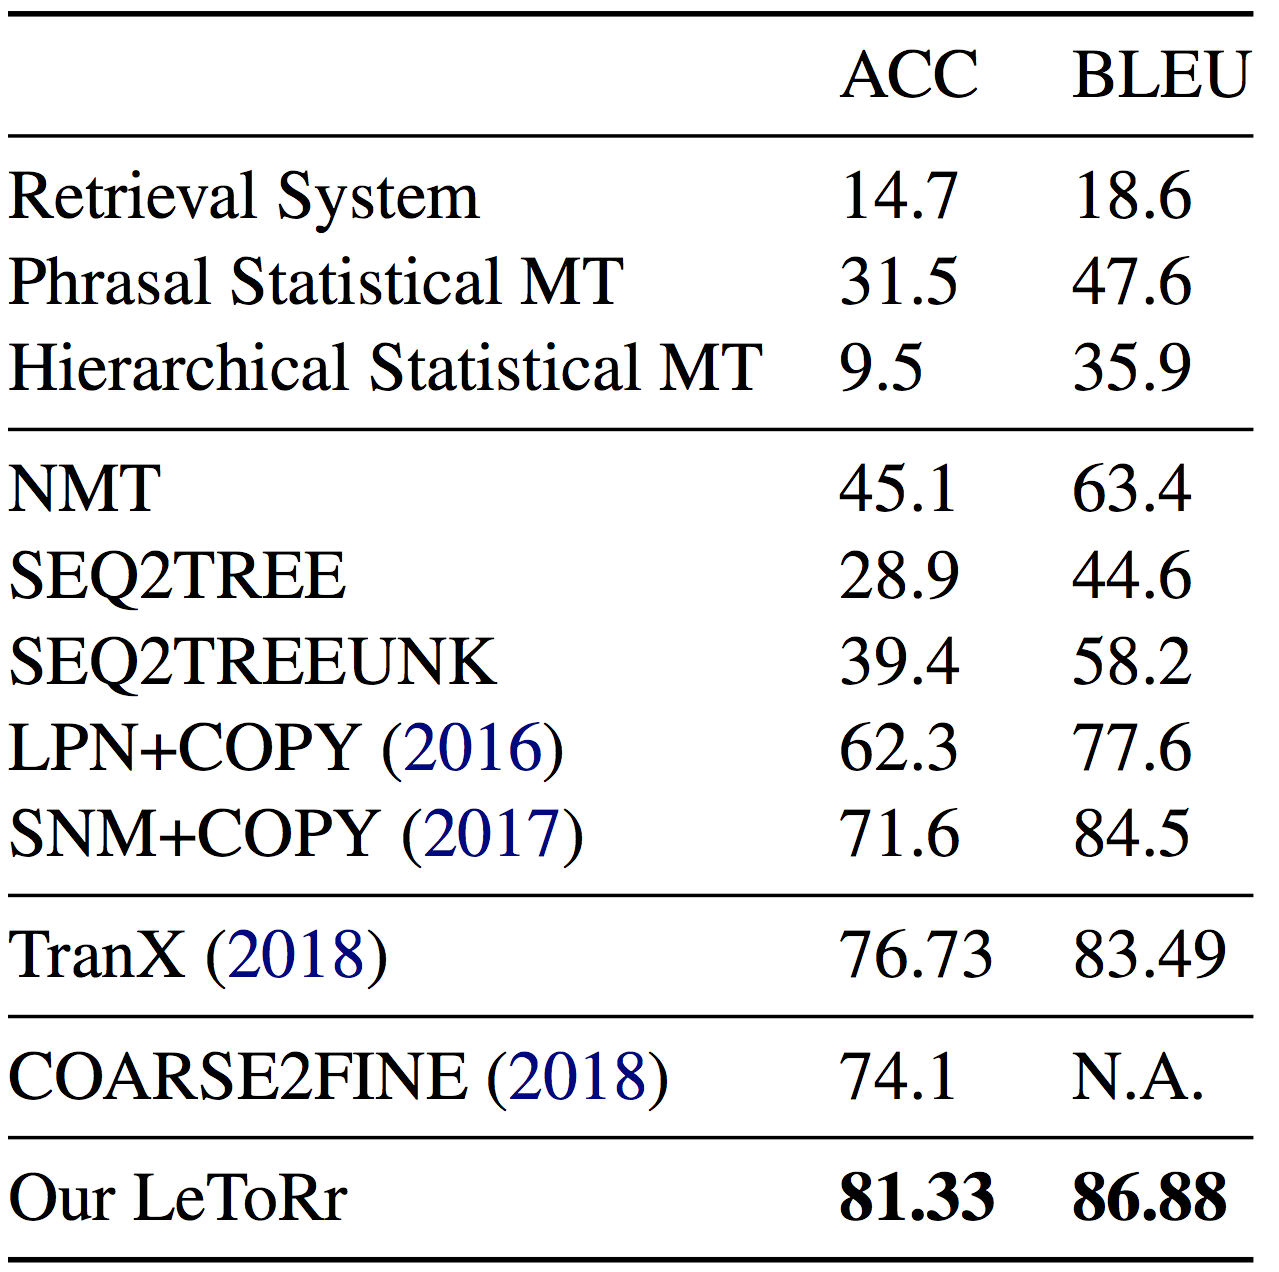 ACC BLEU
Retrieval System 14.7 18.6
Phrasal Statistical MT 31.5 47.6
Hierarchical Statistical MT 9.5 35.9
NMT 45.1 63.4
SEQ2TREE 28.9 44.6
SEQ2TREEUNK 39.4 58.2
LPN+COPY (2016) 62.3 77.6
SNM+COPY (2017) 71.6 84.5
TranX (2018) 76.73 83.49
COARSE2FINE (2018) 74.1 N.A.
Our LeToRr 81.33 86.88